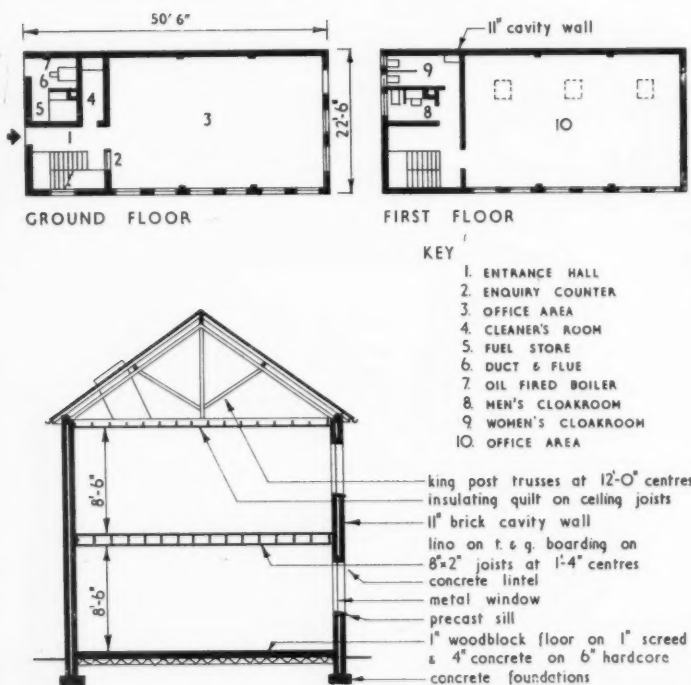 50' 6"
11" cavity wall
6
5
4
3
1
2
22'-6"
9
8
10
GROUND FLOOR
FIRST FLOOR
KEY
1. ENTRANCE HALL
2. ENQUIRY COUNTER
3. OFFICE AREA
4. CLEANER'S ROOM
5. FUEL STORE
6. DUCT & FLUE
7. OIL FIRED BOILER
8. MEN'S CLOAKROOM
9. WOMEN'S CLOAKROOM
10. OFFICE AREA
8'-6"
8'-6"
king post trusses at 12'-0" centres
insulating quilt on ceiling joists
11" brick cavity wall
lino on t. & g. boarding on
8"×2" joists at 1'-4" centres
concrete lintel
metal window
precast sill
1" woodblock floor on 1" screed
& 4" concrete on 6" hardcore
concrete foundations